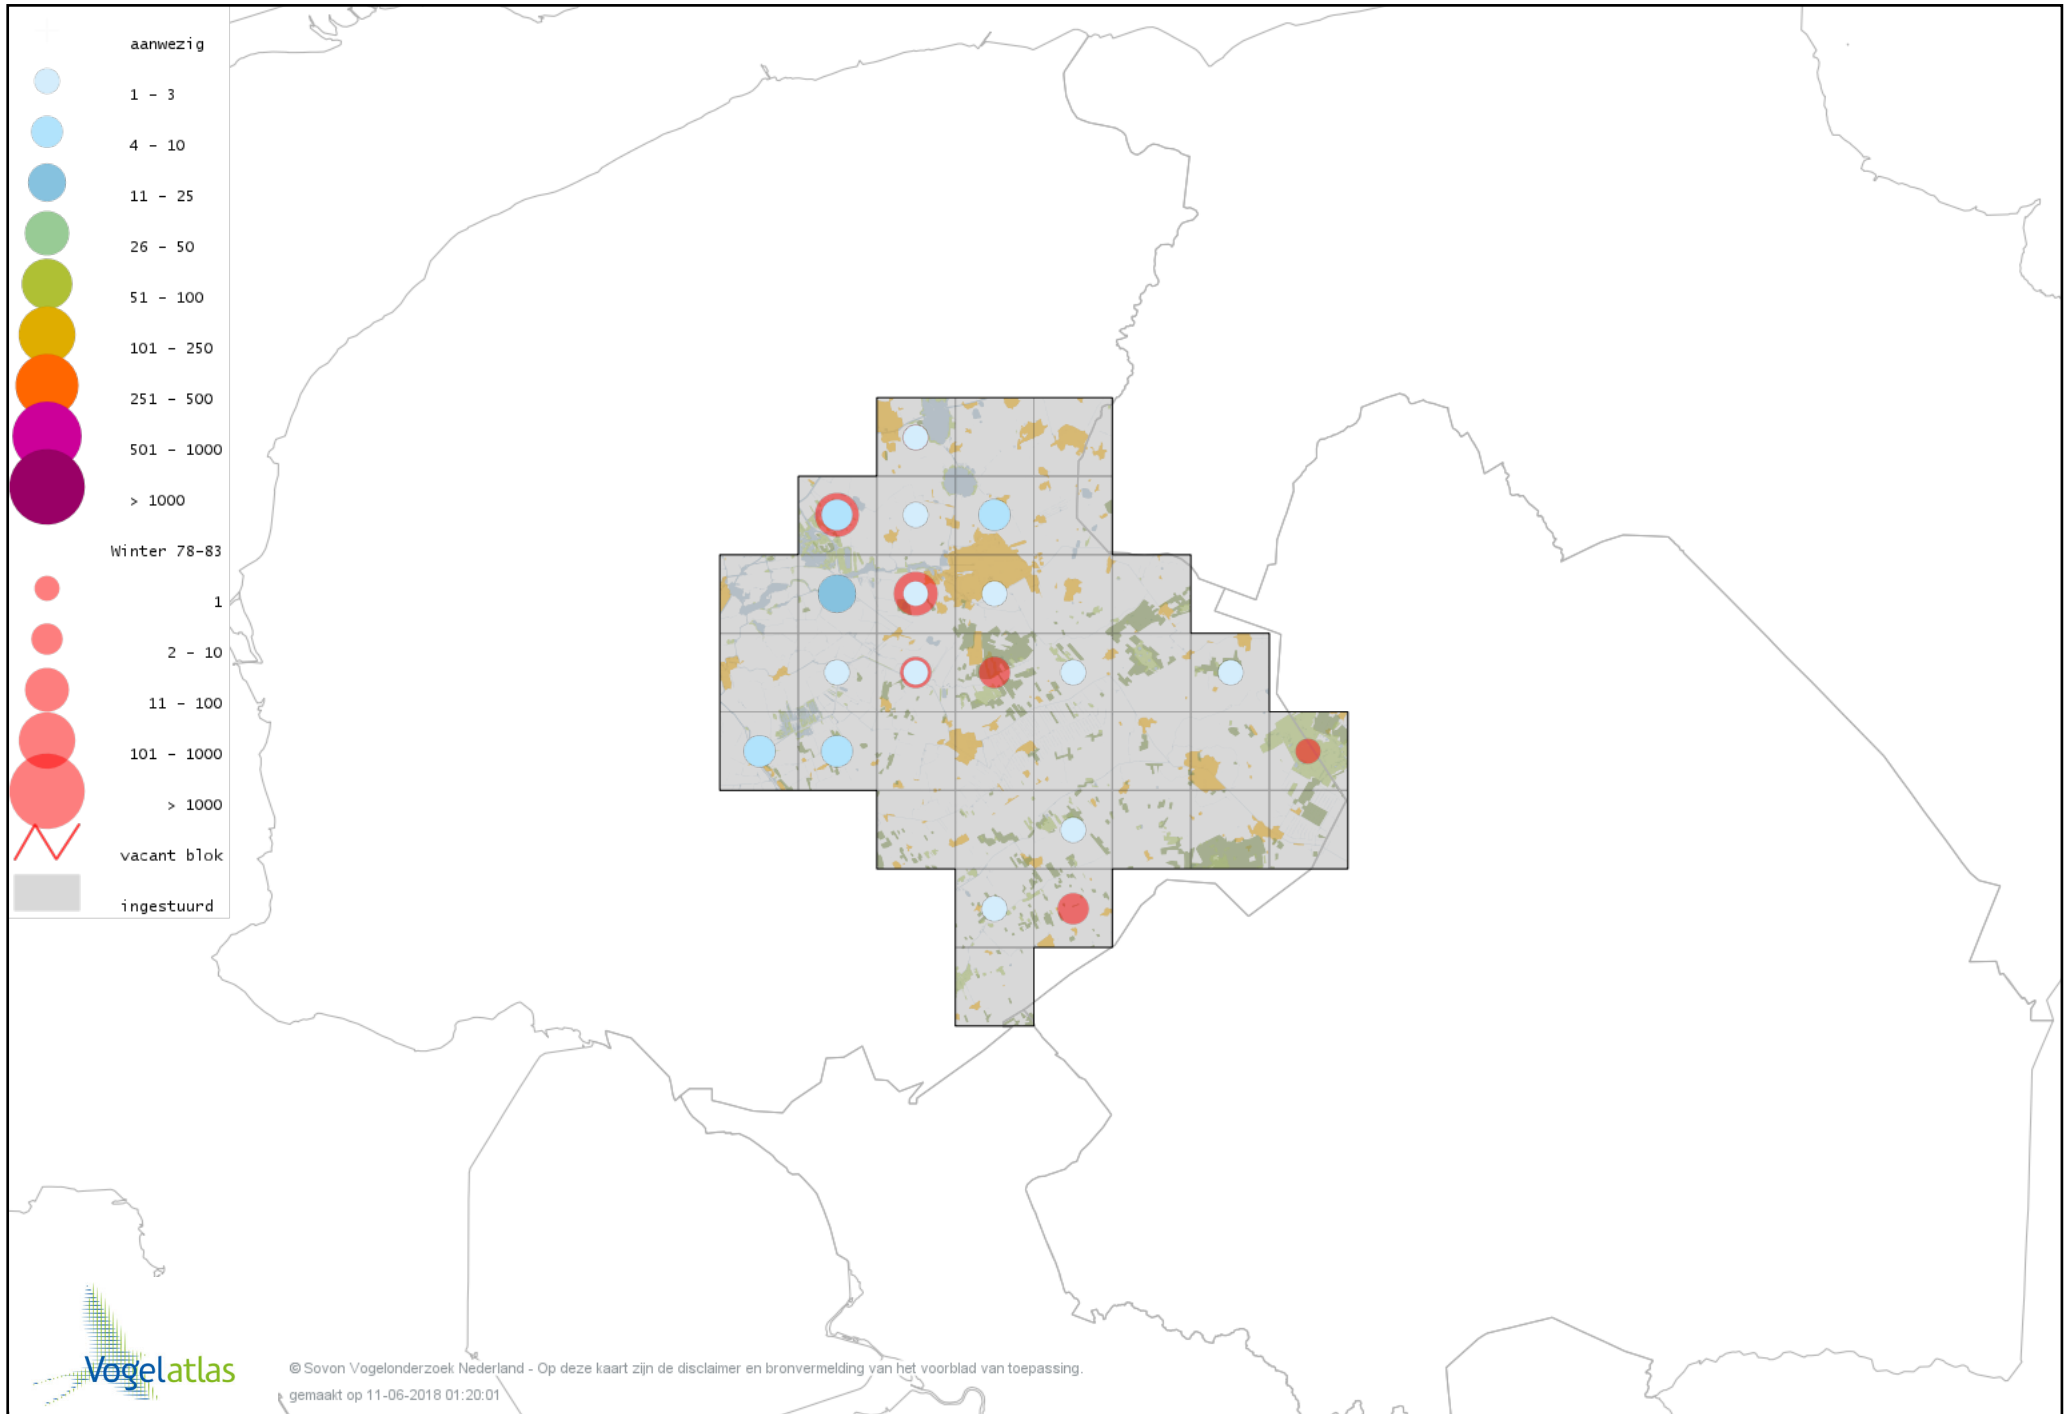 aanwezig
1 - 3
4 - 10
11 - 25
26 - 50
51 - 100
101 - 250
251 - 500
501 - 1000
> 1000
Winter 78-83
1
2 - 10
11 - 100
101 - 1000
> 1000
vacant blok
ingestuurd
Vogelatlas
© Sovon Vogelonderzoek Nederland - Op deze kaart zijn de disclaimer en bronvermelding van het voorblad van toepassing.
gemaakt op 11-06-2018 01:20:01